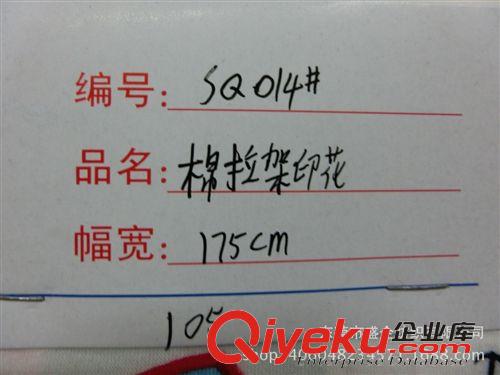 编号: SQ014#
品名: 棉拉架印花
幅宽: 175cm
105
Qiyeku.com 企业库
Enterprise Database